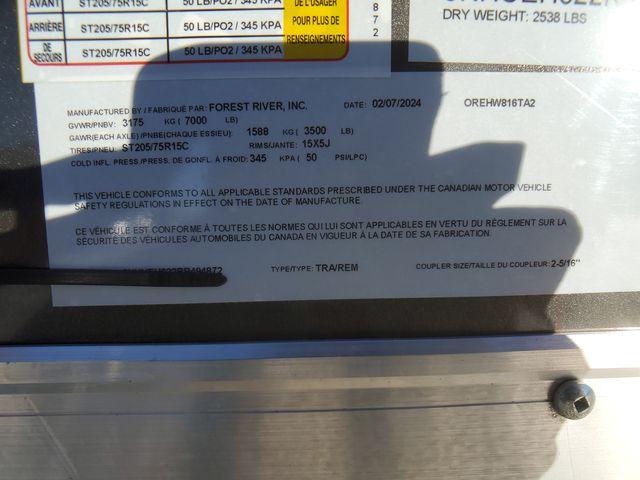 AVANT ST205/75R15C 50 LB/PO2 / 345 KPA DE L'USAGER
ARRIÈRE ST205/75R15C 50 LB/PO2 / 345 KPA POUR PLUS DE
RENSEIGNEMENTS
DE SECOURS ST205/75R15C 50 LB/PO2 / 345 KPA
8
7
2
DRY WEIGHT: 2538 LBS
MANUFACTURED BY / FABRIQUÉ PAR: FOREST RIVER, INC. DATE: 02/07/2024 OREHW816TA2
GVWR/PNBV: 3175 KG ( 7000 LB)
GAWR(EACH AXLE) /PNBE(CHAQUE ESSIEU): 1588 KG ( 3500 LB)
TIRES/PNEU: ST205/75R15C RIMS/JANTE: 15X5J
COLD INFL. PRESS./PRESS. DE GONFL. À FROID: 345 KPA ( 50 PSI/LPC)
THIS VEHICLE CONFORMS TO ALL APPLICABLE STANDARDS PRESCRIBED UNDER THE CANADIAN MOTOR VEHICLE
SAFETY REGULATIONS IN EFFECT ON THE DATE OF MANUFACTURE.
CE VÉHICULE EST CONFORME À TOUTES LES NORMES QUI LUI SONT APPLICABLES EN VERTU DU RÈGLEMENT SUR LA
SÉCURITÉ DES VÉHICULES AUTOMOBILES DU CANADA EN VIGUEUR À LA DATE DE SA FABRICATION.
TYPE/TYPE: TRA/REM COUPLER SIZE/TAILLE DU COUPLEUR: 2-5/16"